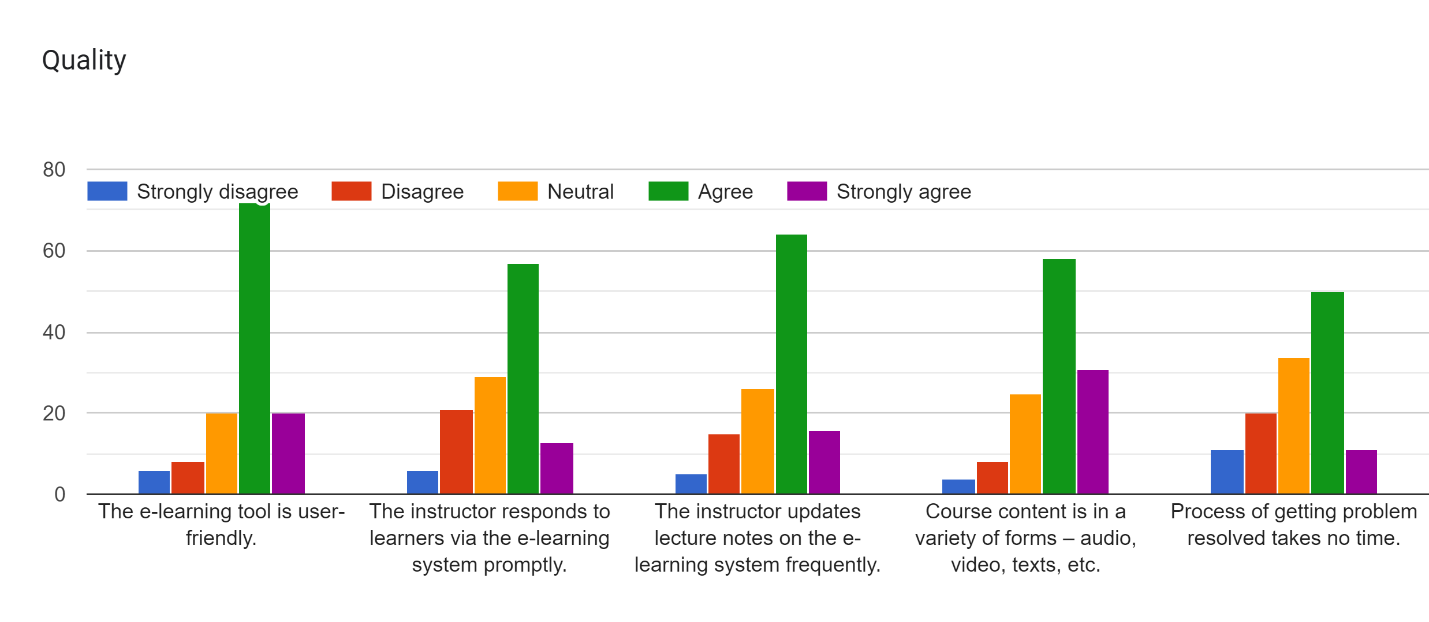 Quality
80
Strongly disagree Disagree Neutral Agree Strongly agree
60
40
20
0
The e-learning tool is user-
friendly.
The instructor responds to
learners via the e-learning
system promptly.
The instructor updates
lecture notes on the e-
learning system frequently.
Course content is in a
variety of forms – audio,
video, texts, etc.
Process of getting problem
resolved takes no time.